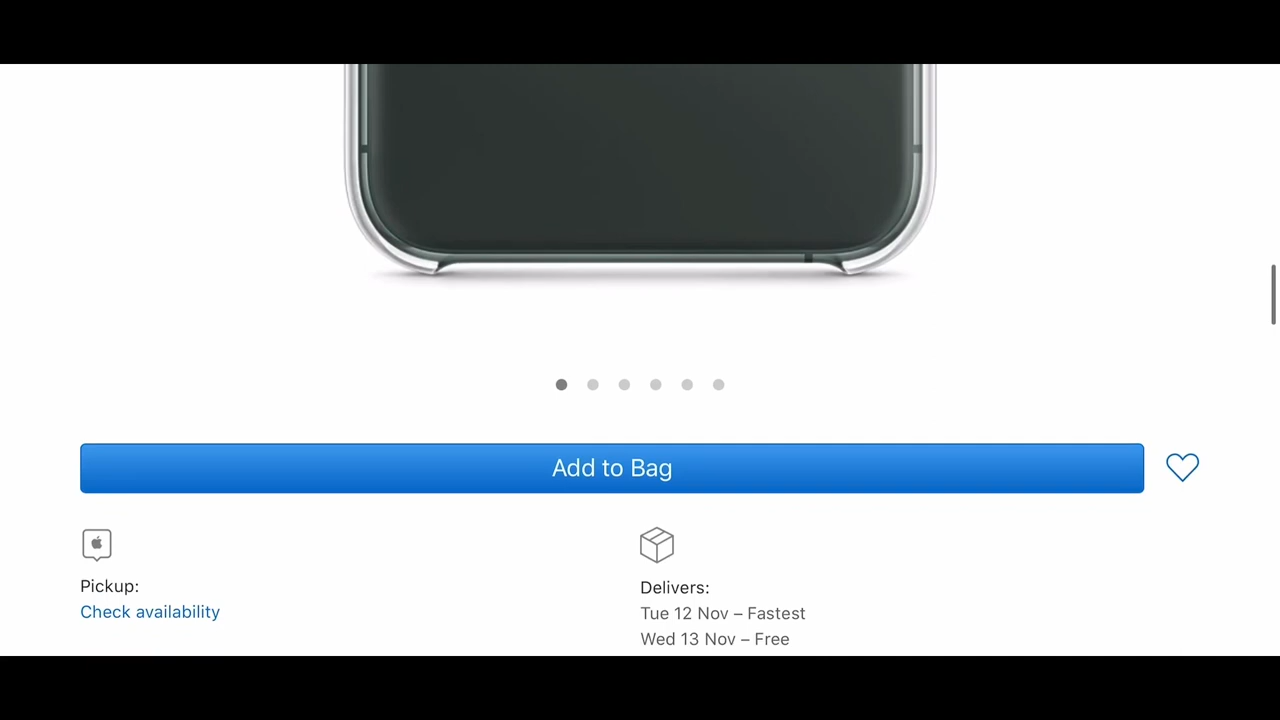 Add to Bag
Pickup:
Check availability
Delivers:
Tue 12 Nov – Fastest
Wed 13 Nov – Free